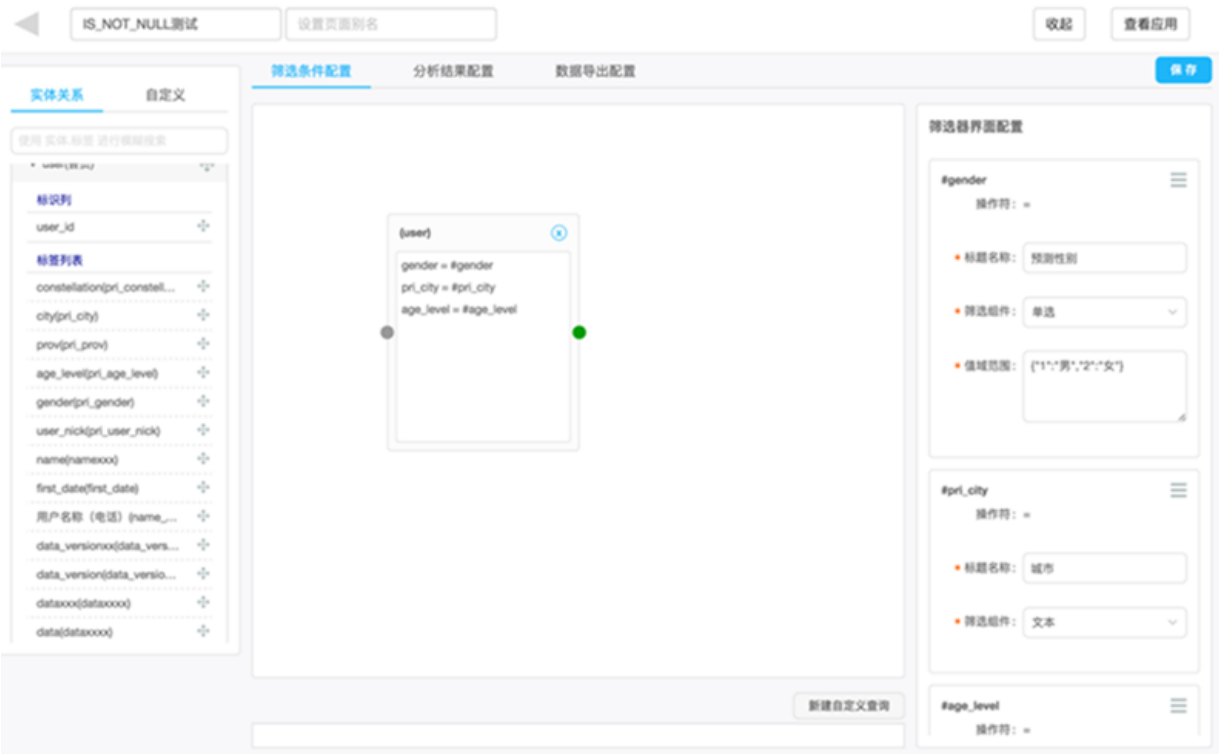 IS_NOT_NULL测试
设置页面别名
收起
查看应用
筛选条件配置
分析结果配置
数据导出配置
保存
实体关系
自定义
使用 实体.标签 进行模糊搜索
标识列
user_id
标签列表
constellation(pri_constell...
city(pri_city)
prov(pri_prov)
age_level(pri_age_level)
gender(pri_gender)
user_nick(pri_user_nick)
name(namexxx)
first_date(first_date)
用户名称（电话）(name_...
data_versionxx(data_vers...
data_version(data_versio...
dataxxx(dataxxxx)
data(dataxxxx)
(user)
gender = #gender
pri_city = #pri_city
age_level = #age_level
新建自定义查询
筛选器界面配置
#gender
操作符： =
标题名称： 预测性别
筛选组件： 单选
值域范围： {"1":"男","2":"女"}
#pri_city
操作符： =
标题名称： 城市
筛选组件： 文本
#age_level
操作符： =